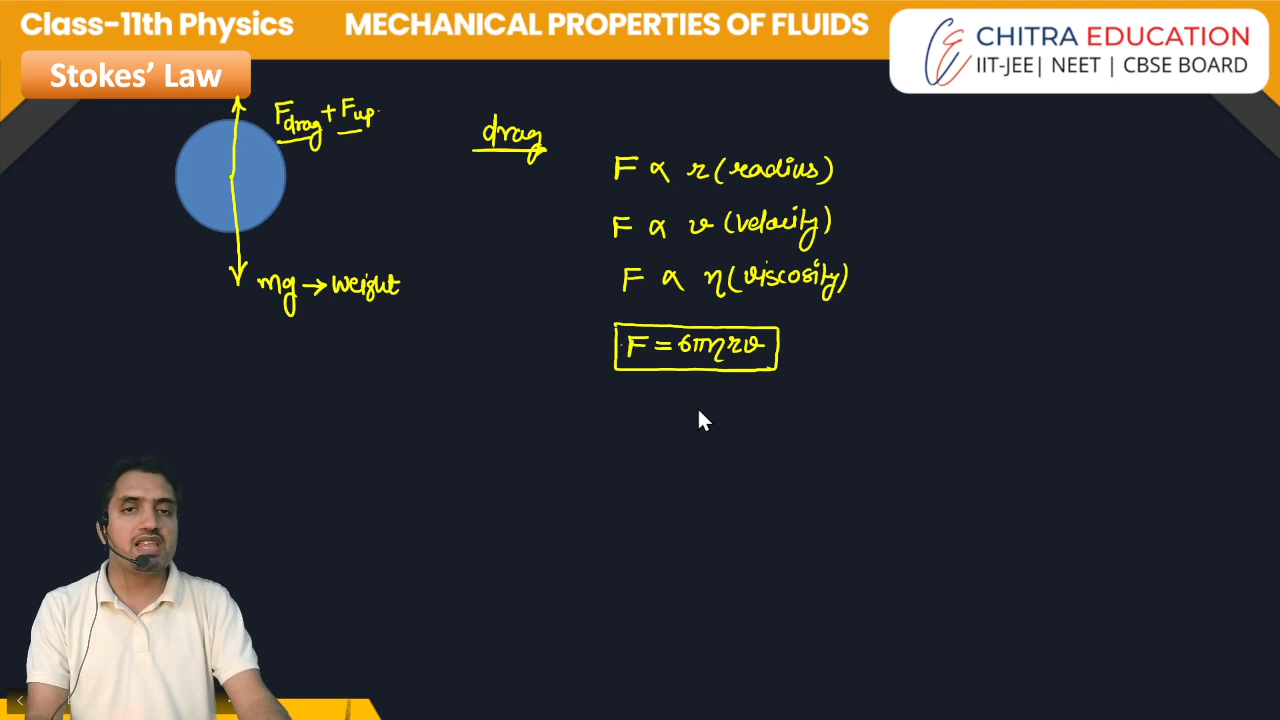 Class-11th Physics
MECHANICAL PROPERTIES OF FLUIDS
CHITRA EDUCATION
IIT-JEE| NEET | CBSE BOARD
Stokes’ Law
Fdrag + Fup.
mg → weight
drag
F ∝ r (radius)
F ∝ v (velocity)
F ∝ η (viscosity)
F = 6πηrv